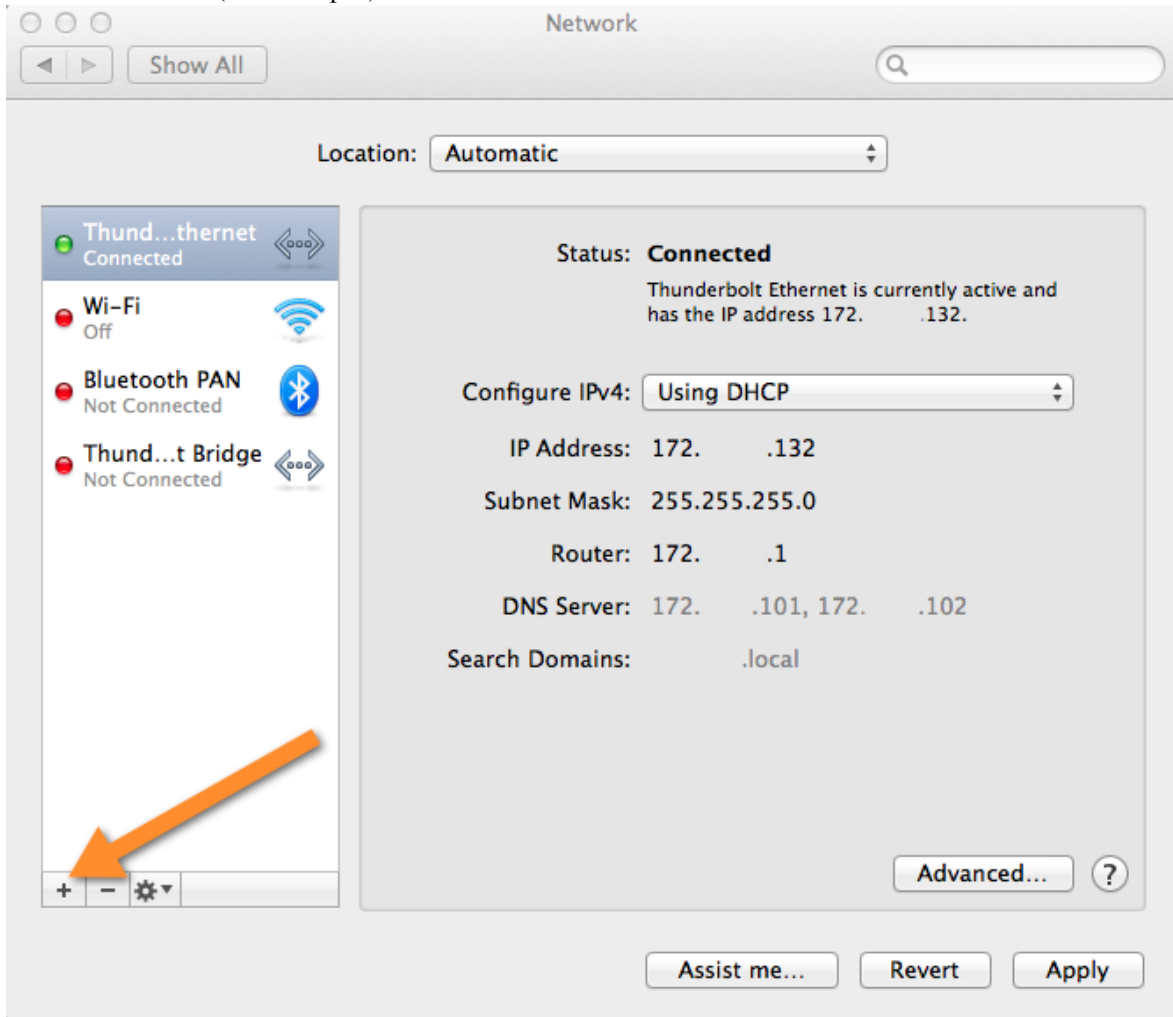 Network
Show All
Location: Automatic
Thund...thernet
Connected
Wi-Fi
Off
Bluetooth PAN
Not Connected
Thund...t Bridge
Not Connected
Status: Connected
Thunderbolt Ethernet is currently active and
has the IP address 172. .132.
Configure IPv4: Using DHCP
IP Address: 172. .132
Subnet Mask: 255.255.255.0
Router: 172. .1
DNS Server: 172. .101, 172. .102
Search Domains: .local
+ −
Advanced... ?
Assist me... Revert Apply